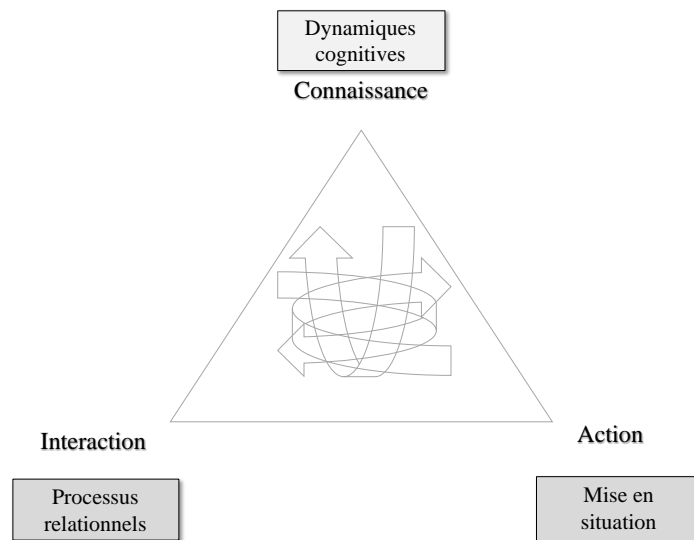 Dynamiques
cognitives
Connaissance
Interaction
Action
Processus
relationnels
Mise en
situation